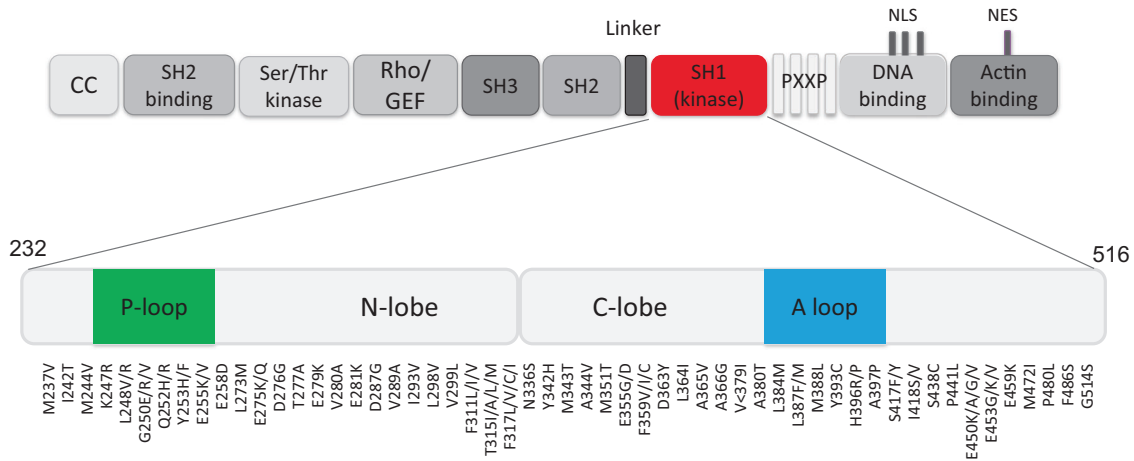 NLS
NES
Linker
CC
SH2
binding
Ser/Thr
kinase
Rho/
GEF
SH3
SH2
SH1
(kinase)
PXXP
DNA
binding
Actin
binding
232
516
P-loop
N-lobe
C-lobe
A loop
M237V
I242T
M244V
K247R
L248V/R
G250E/R/V
Q252H/R
Y253H/F
E255K/V
E258D
L273M
E275K/Q
D276G
T277A
E279K
V280A
E281K
D287G
V289A
I293V
L298V
V299L
F311L/I/V
T315I/A/L/M
F317L/V/C/I
N336S
Y342H
M343T
A344V
M351T
E355G/D
F359V/I/C
D363Y
L364I
A365V
A366G
V<379I
A380T
L384M
L387F/M
M388L
Y393C
H396R/P
A397P
S417F/Y
I418S/V
S438C
P441L
E450K/A/G/V
E453G/K/V
E459K
M472I
P480L
F486S
G514S